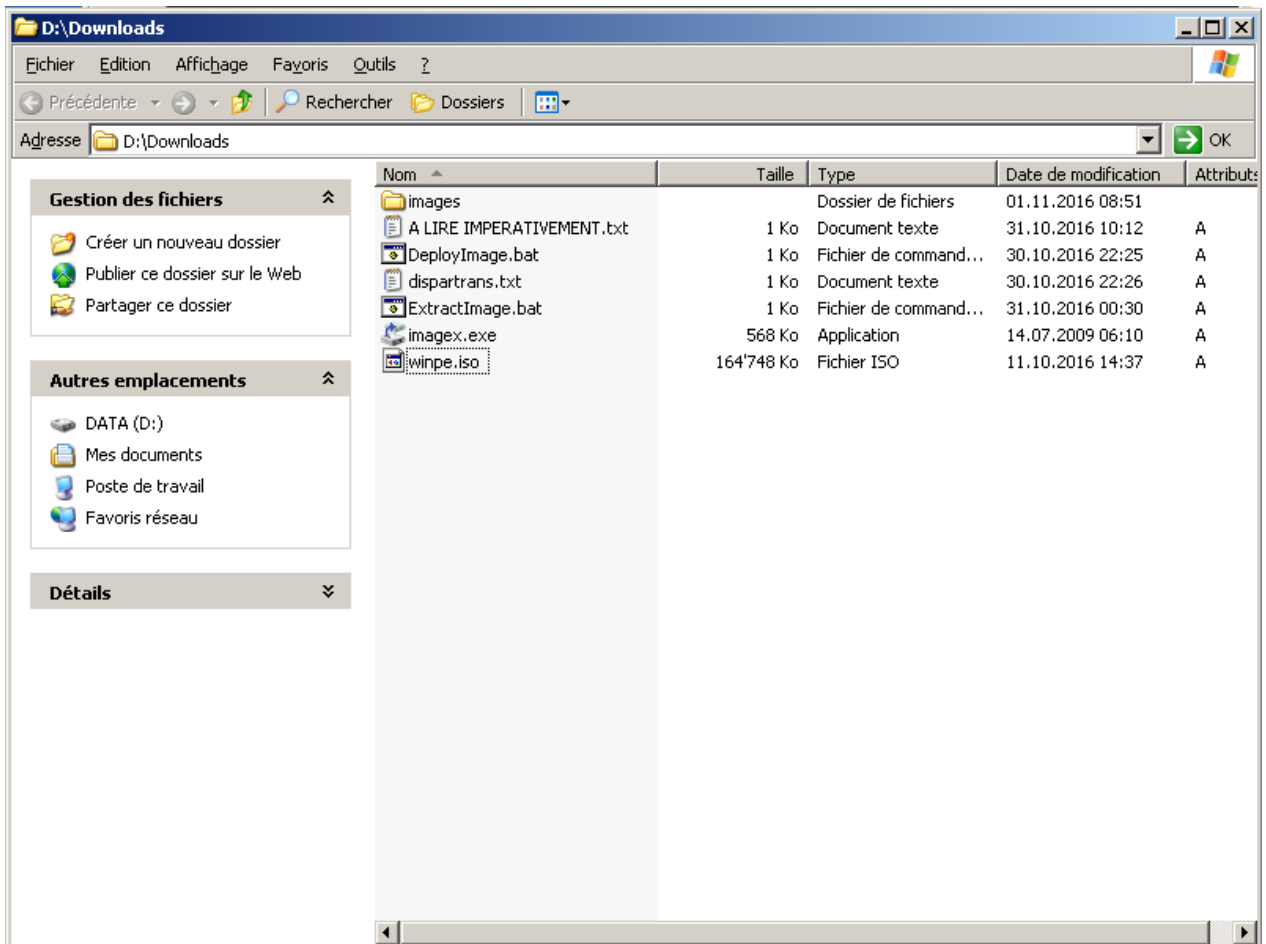 D:\Downloads
Fichier Edition Affichage Favoris Outils ?
Précédente Rechercher Dossiers
Adresse D:\Downloads OK
Gestion des fichiers
Créer un nouveau dossier
Publier ce dossier sur le Web
Partager ce dossier
Autres emplacements
DATA (D:)
Mes documents
Poste de travail
Favoris réseau
Détails
Nom Taille Type Date de modification Attributs
images Dossier de fichiers 01.11.2016 08:51
A LIRE IMPERATIVEMENT.txt 1 Ko Document texte 31.10.2016 10:12 A
DeployImage.bat 1 Ko Fichier de command... 30.10.2016 22:25 A
dispartrans.txt 1 Ko Document texte 30.10.2016 22:26 A
ExtractImage.bat 1 Ko Fichier de command... 31.10.2016 00:30 A
imagex.exe 568 Ko Application 14.07.2009 06:10 A
winpe.iso 164'748 Ko Fichier ISO 11.10.2016 14:37 A